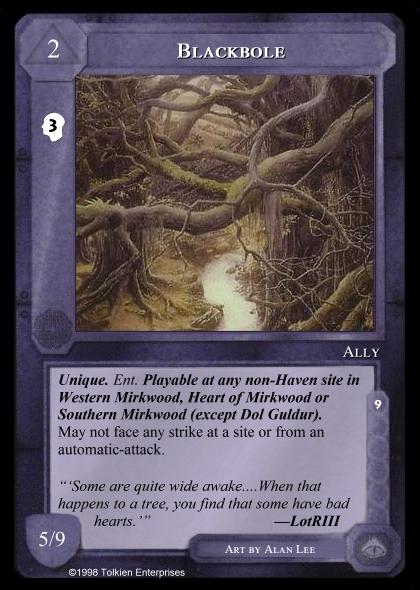 2
BLACKBOLE
3
ALLY
Unique. Ent. Playable at any non-Haven site in
Western Mirkwood, Heart of Mirkwood or
Southern Mirkwood (except Dol Guldur).
May not face any strike at a site or from an
automatic-attack.
9
“‘Some are quite wide awake....When that
happens to a tree, you find that some have bad
hearts.’”
—LotRIII
5/9
ART BY ALAN LEE
©1998 Tolkien Enterprises